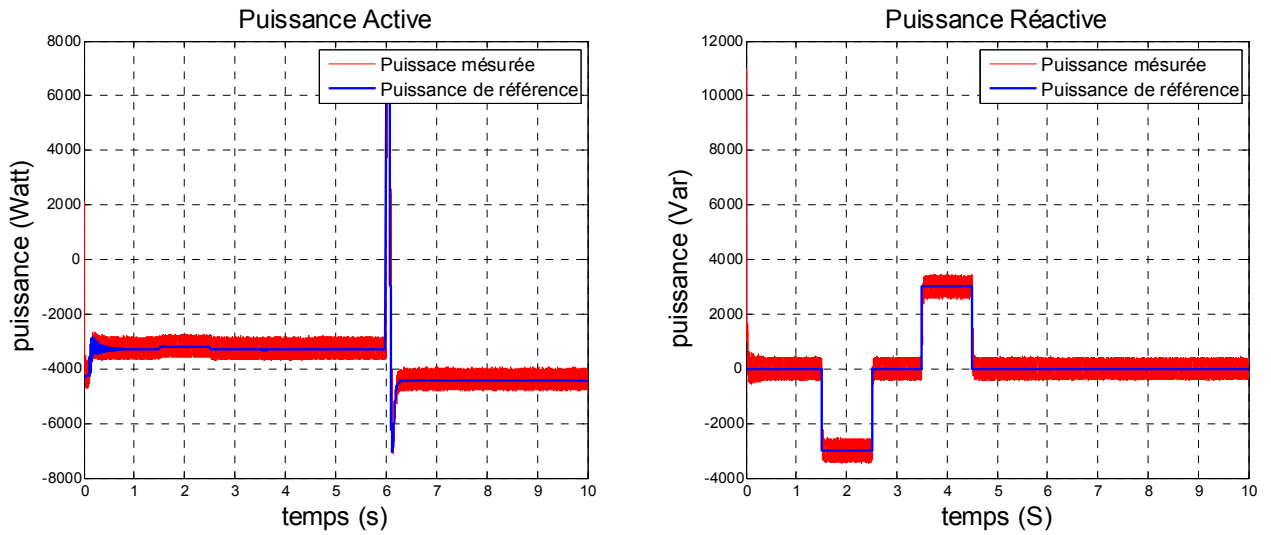 Puissance Active
8000
6000
4000
2000
0
-2000
-4000
-6000
-8000
puissance (Watt)
Puissace mésurée
Puissance de référence
0 1 2 3 4 5 6 7 8 9 10
temps (s)
Puissance Réactive
12000
10000
8000
6000
4000
2000
0
-2000
-4000
puissance (Var)
Puissance mésurée
Puissance de référence
0 1 2 3 4 5 6 7 8 9 10
temps (S)